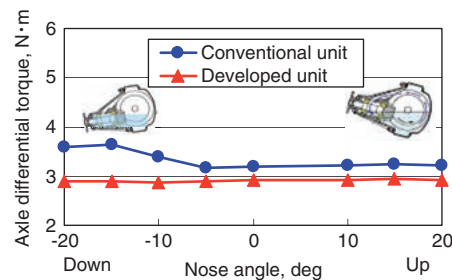 Axle differential torque, N·m
6
5
4
3
2
Conventional unit
Developed unit
-20
-10
0
10
20
Down
Nose angle, deg
Up